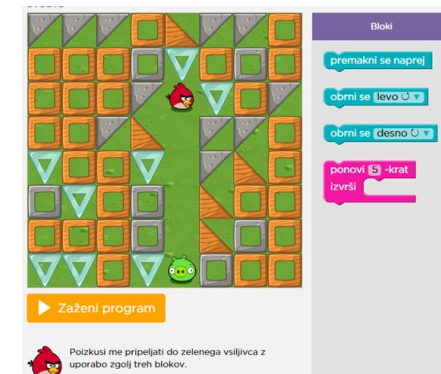 Bloki
premakni se naprej
obrni se levo ↺ ▼
obrni se desno ↻ ▼
ponovi 5 -krat
izvrši
Zaženi program
Poizkusi me pripeljati do zelenega vsiljivca z
uporabo zgolj treh blokov.